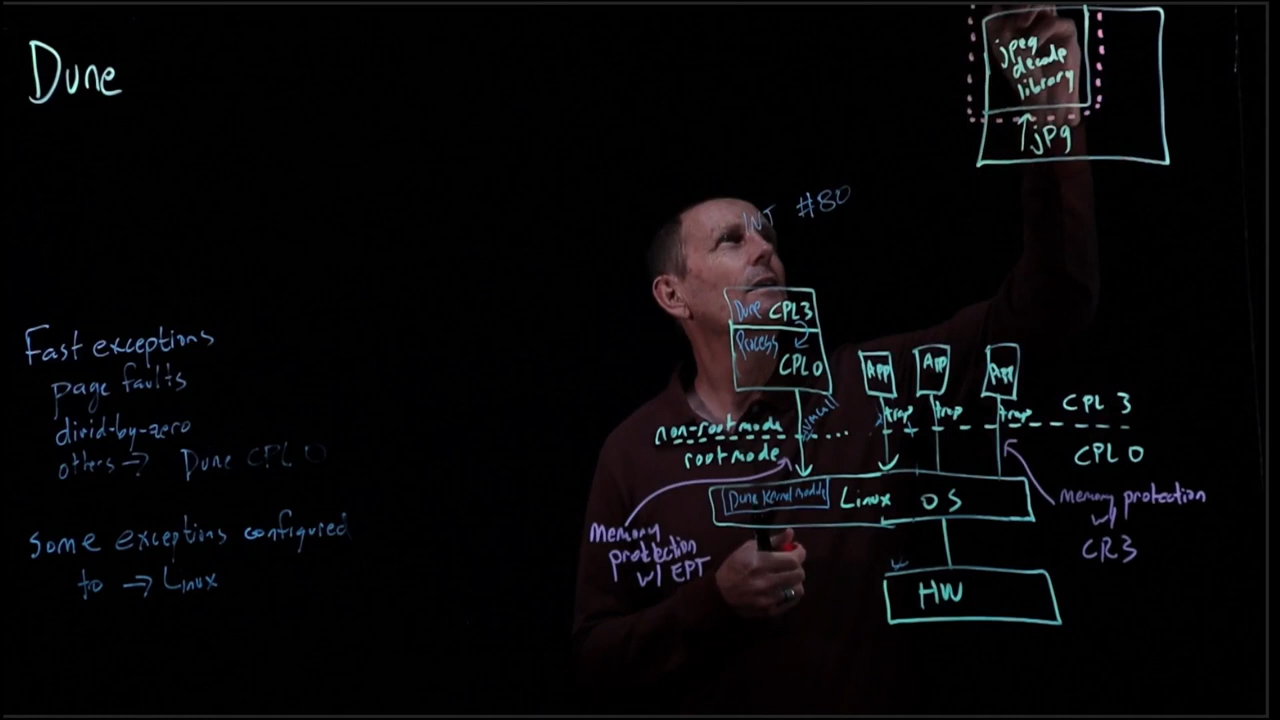 Dune
jpeg
decode
library
jpg
INT #80
Dune CPL3
Process
CPL0
App
App
App
Fast exceptions
page faults
divid-by-zero
others → Dune CPL 0
some exceptions configured
to → Linux
vmcall
trap
trap
trap
CPL 3
non-root mode
root mode
CPL 0
Dune Kernel module
Linux OS
Memory protection
w/
CR3
Memory
protection
w/ EPT
HW